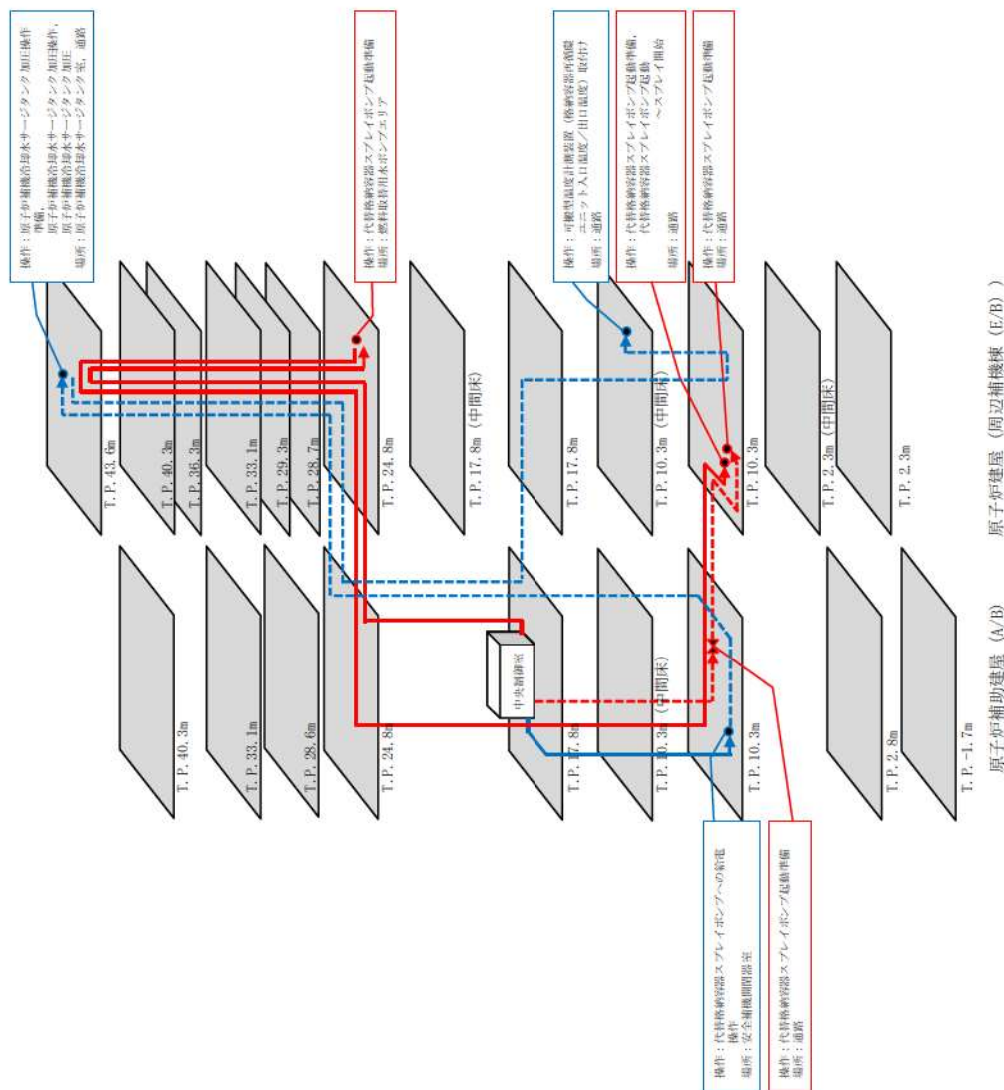 操作：原子炉補機冷却水サージタンク加圧操作
準備，
原子炉補機冷却水サージタンク加圧操作，
原子炉補機冷却水サージタンク加圧
場所：原子炉補機冷却水サージタンク室，通路
操作：代替格納容器スプレイポンプ起動準備
場所：燃料取替用水ポンプエリア
操作：可搬型温度計測装置（格納容器再循環
ユニット入口温度／出口温度）取付け
場所：通路
操作：代替格納容器スプレイポンプ起動準備，
代替格納容器スプレイポンプ起動
～スプレイ開始
場所：通路
操作：代替格納容器スプレイポンプ起動準備
場所：通路
T.P.43.6m
T.P.40.3m
T.P.36.3m
T.P.33.1m
T.P.29.3m
T.P.28.7m
T.P.24.8m
T.P.17.8m（中間床）
T.P.17.8m
T.P.10.3m（中間床）
T.P.10.3m
T.P.2.3m（中間床）
T.P.2.3m
原子炉建屋（周辺補機棟（E/B））
T.P.40.3m
T.P.33.1m
T.P.28.6m
T.P.24.8m
中央制御室
T.P.17.8m
T.P.10.3m（中間床）
T.P.10.3m
T.P.2.8m
T.P.-1.7m
原子炉補助建屋（A/B）
操作：代替格納容器スプレイポンプへの給電
操作
場所：安全補機開閉器室
操作：代替格納容器スプレイポンプ起動準備
場所：通路